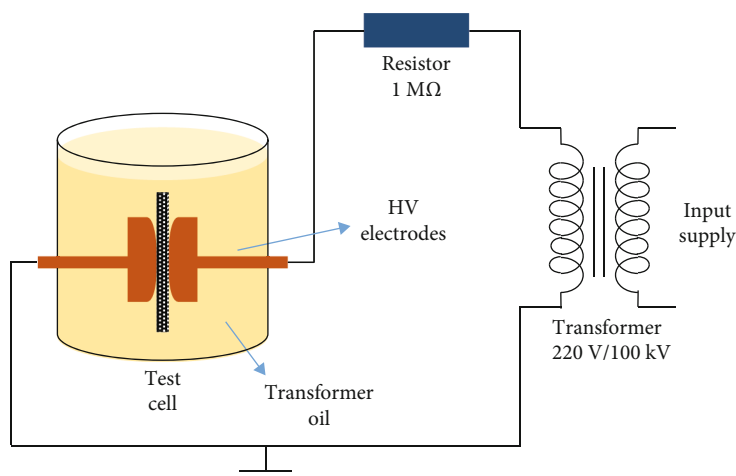 Resistor
1 MΩ
HV
electrodes
Input
supply
Transformer
220 V/100 kV
Test
cell
Transformer
oil